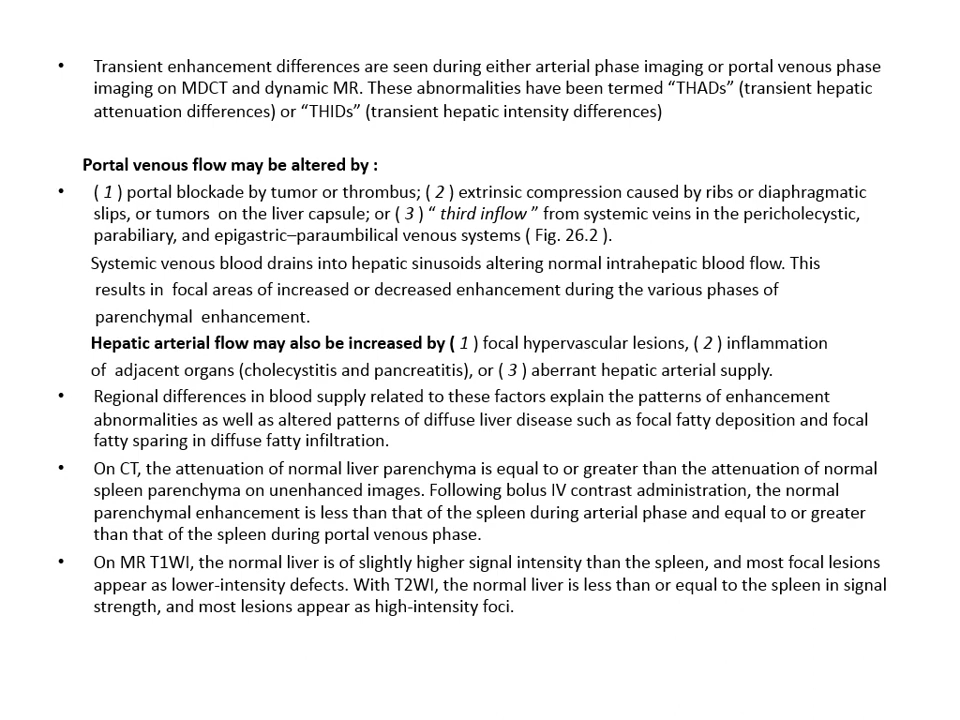 • Transient enhancement differences are seen during either arterial phase imaging or portal venous phase
imaging on MDCT and dynamic MR. These abnormalities have been termed “THADs” (transient hepatic
attenuation differences) or “THIDs” (transient hepatic intensity differences)
Portal venous flow may be altered by :
• ( 1 ) portal blockade by tumor or thrombus; ( 2 ) extrinsic compression caused by ribs or diaphragmatic
slips, or tumors on the liver capsule; or ( 3 ) “ third inflow ” from systemic veins in the pericholecystic,
parabiliary, and epigastric–paraumbilical venous systems ( Fig. 26.2 ).
Systemic venous blood drains into hepatic sinusoids altering normal intrahepatic blood flow. This
results in focal areas of increased or decreased enhancement during the various phases of
parenchymal enhancement.
Hepatic arterial flow may also be increased by ( 1 ) focal hypervascular lesions, ( 2 ) inflammation
of adjacent organs (cholecystitis and pancreatitis), or ( 3 ) aberrant hepatic arterial supply.
• Regional differences in blood supply related to these factors explain the patterns of enhancement
abnormalities as well as altered patterns of diffuse liver disease such as focal fatty deposition and focal
fatty sparing in diffuse fatty infiltration.
• On CT, the attenuation of normal liver parenchyma is equal to or greater than the attenuation of normal
spleen parenchyma on unenhanced images. Following bolus IV contrast administration, the normal
parenchymal enhancement is less than that of the spleen during arterial phase and equal to or greater
than that of the spleen during portal venous phase.
• On MR T1WI, the normal liver is of slightly higher signal intensity than the spleen, and most focal lesions
appear as lower-intensity defects. With T2WI, the normal liver is less than or equal to the spleen in signal
strength, and most lesions appear as high-intensity foci.